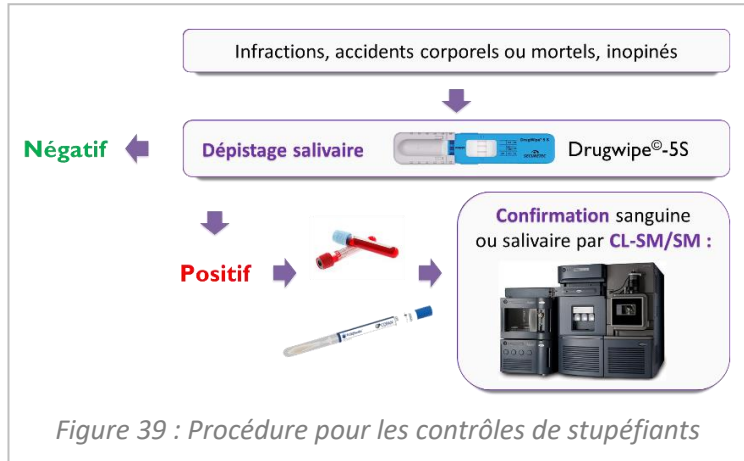 Infractions, accidents corporels ou mortels, inopinés
Négatif
Dépistage salivaire
Drugwipe©-5S
Positif
Confirmation sanguine
ou salivaire par CL-SM/SM :
Figure 39 : Procédure pour les contrôles de stupéfiants